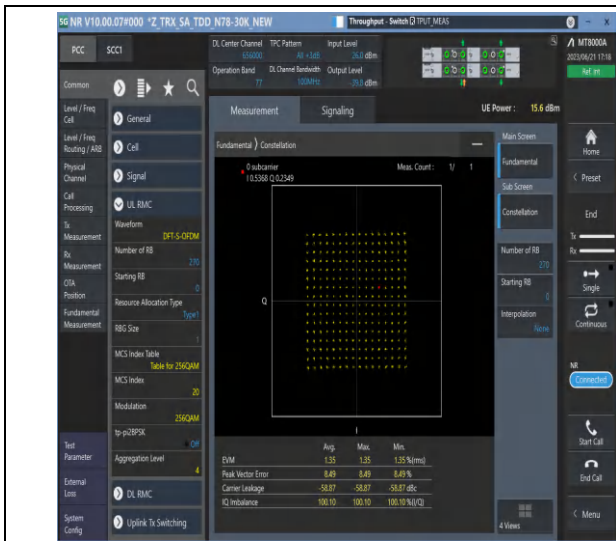 5G NR V10.00.07#000 *Z_TRX_SA_TDD_N78-30K_NEW
Throughput - Switch TPUT_MEAS
PCC
SCC1
DL Center Channel
656000
TPC Pattern
All +1dB
Input Level
26.0 dBm
Operation Band
77
DL Channel Bandwidth
100MHz
Output Level
-39.8 dBm
MT8000A
2023/06/21 17:18
Ref. Int
Common
Level / Freq
Cell
Level / Freq
Routing / ARB
Physical
Channel
Call
Processing
Tx
Measurement
Rx
Measurement
OTA
Position
Fundamental
Measurement
Test
Parameter
External
Loss
System
Config
General
Cell
Signal
UL RMC
Waveform
DFT-S-OFDM
Number of RB
270
Starting RB
0
Resource Allocation Type
Type1
RBG Size
1
MCS Index Table
Table for 256QAM
MCS Index
20
Modulation
256QAM
tp-pi2BPSK
Off
Aggregation Level
4
DL RMC
Uplink Tx Switching
Measurement
Signaling
UE Power : 15.6 dBm
Fundamental ❭ Constellation
0 subcarrier
I 0.5368 Q 0.2349
Meas. Count : 1/ 1
Q
I
Avg. Max. Min.
EVM 1.35 1.35 1.35 %(rms)
Peak Vector Error 8.49 8.49 8.49 %
Carrier Leakage -58.87 -58.87 -58.87 dBc
IQ Imbalance 100.10 100.10 100.10 %(I/Q)
Main Screen
Fundamental
Sub Screen
Constellation
Number of RB
270
Starting RB
0
Interpolation
None
4 Views
Home
Preset
End
Tx
Rx
Single
Continuous
NR
Connected
Start Call
End Call
Menu